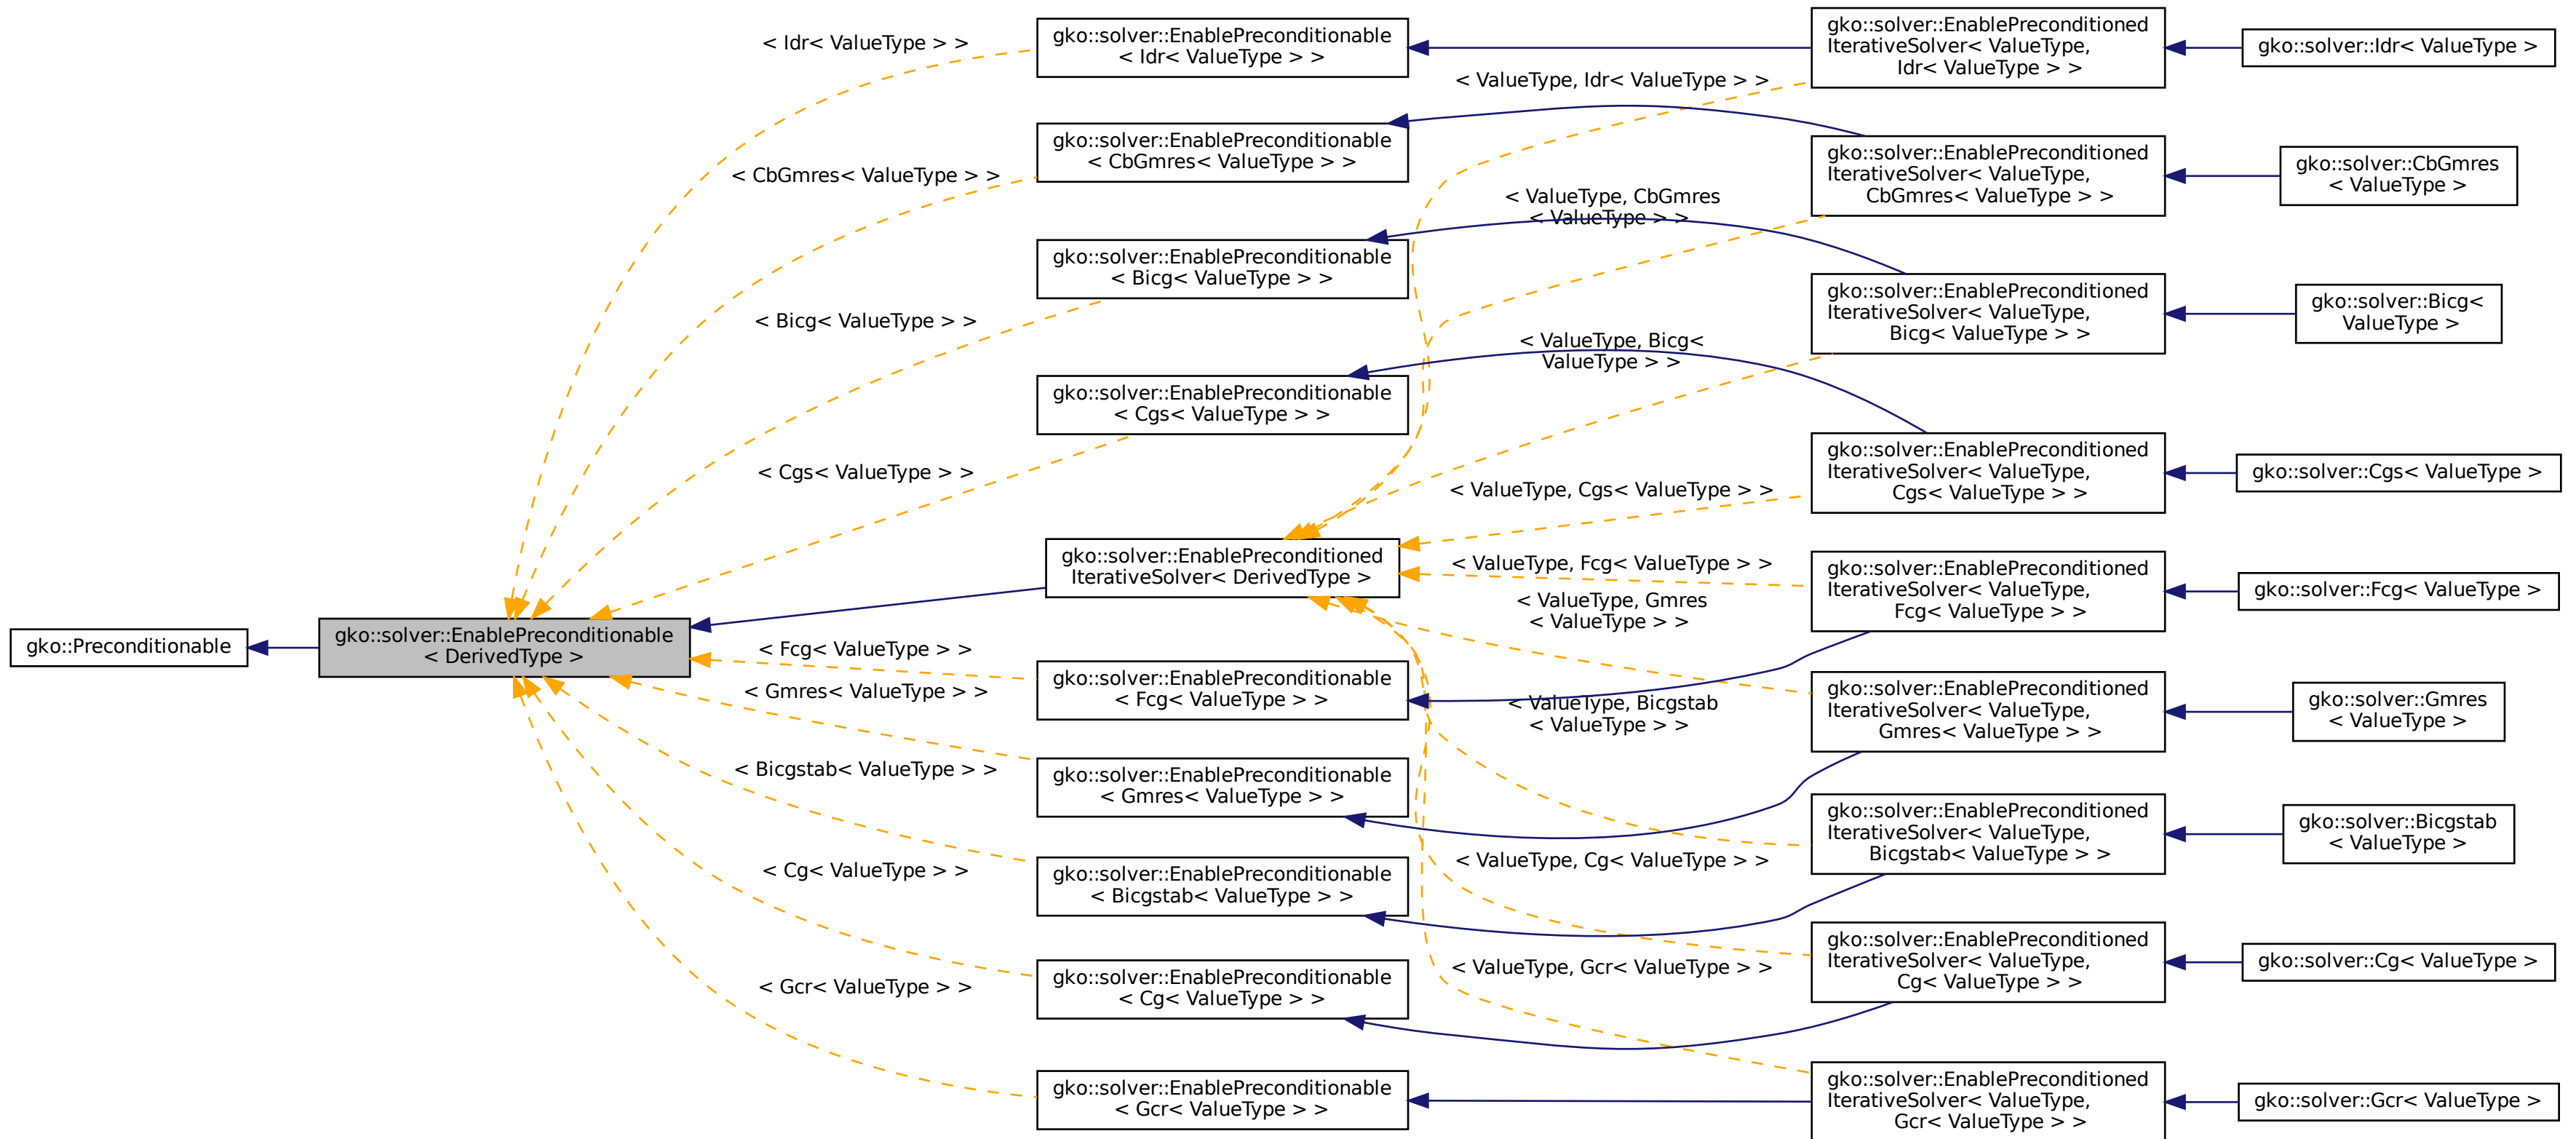 gko::Preconditionable
gko::solver::EnablePreconditionable
< DerivedType >
< Idr< ValueType > >
< CbGmres< ValueType > >
< Bicg< ValueType > >
< Cgs< ValueType > >
< Fcg< ValueType > >
< Gmres< ValueType > >
< Bicgstab< ValueType > >
< Cg< ValueType > >
< Gcr< ValueType > >
gko::solver::EnablePreconditionable
< Idr< ValueType > >
gko::solver::EnablePreconditionable
< CbGmres< ValueType > >
gko::solver::EnablePreconditionable
< Bicg< ValueType > >
gko::solver::EnablePreconditionable
< Cgs< ValueType > >
gko::solver::EnablePreconditioned
IterativeSolver< DerivedType >
gko::solver::EnablePreconditionable
< Fcg< ValueType > >
gko::solver::EnablePreconditionable
< Gmres< ValueType > >
gko::solver::EnablePreconditionable
< Bicgstab< ValueType > >
gko::solver::EnablePreconditionable
< Cg< ValueType > >
gko::solver::EnablePreconditionable
< Gcr< ValueType > >
< ValueType, Idr< ValueType > >
< ValueType, CbGmres
< ValueType > >
< ValueType, Bicg<
ValueType > >
< ValueType, Cgs< ValueType > >
< ValueType, Fcg< ValueType > >
< ValueType, Gmres
< ValueType > >
< ValueType, Bicgstab
< ValueType > >
< ValueType, Cg< ValueType > >
< ValueType, Gcr< ValueType > >
gko::solver::EnablePreconditioned
IterativeSolver< ValueType,
Idr< ValueType > >
gko::solver::EnablePreconditioned
IterativeSolver< ValueType,
CbGmres< ValueType > >
gko::solver::EnablePreconditioned
IterativeSolver< ValueType,
Bicg< ValueType > >
gko::solver::EnablePreconditioned
IterativeSolver< ValueType,
Cgs< ValueType > >
gko::solver::EnablePreconditioned
IterativeSolver< ValueType,
Fcg< ValueType > >
gko::solver::EnablePreconditioned
IterativeSolver< ValueType,
Gmres< ValueType > >
gko::solver::EnablePreconditioned
IterativeSolver< ValueType,
Bicgstab< ValueType > >
gko::solver::EnablePreconditioned
IterativeSolver< ValueType,
Cg< ValueType > >
gko::solver::EnablePreconditioned
IterativeSolver< ValueType,
Gcr< ValueType > >
gko::solver::Idr< ValueType >
gko::solver::CbGmres
< ValueType >
gko::solver::Bicg<
ValueType >
gko::solver::Cgs< ValueType >
gko::solver::Fcg< ValueType >
gko::solver::Gmres
< ValueType >
gko::solver::Bicgstab
< ValueType >
gko::solver::Cg< ValueType >
gko::solver::Gcr< ValueType >